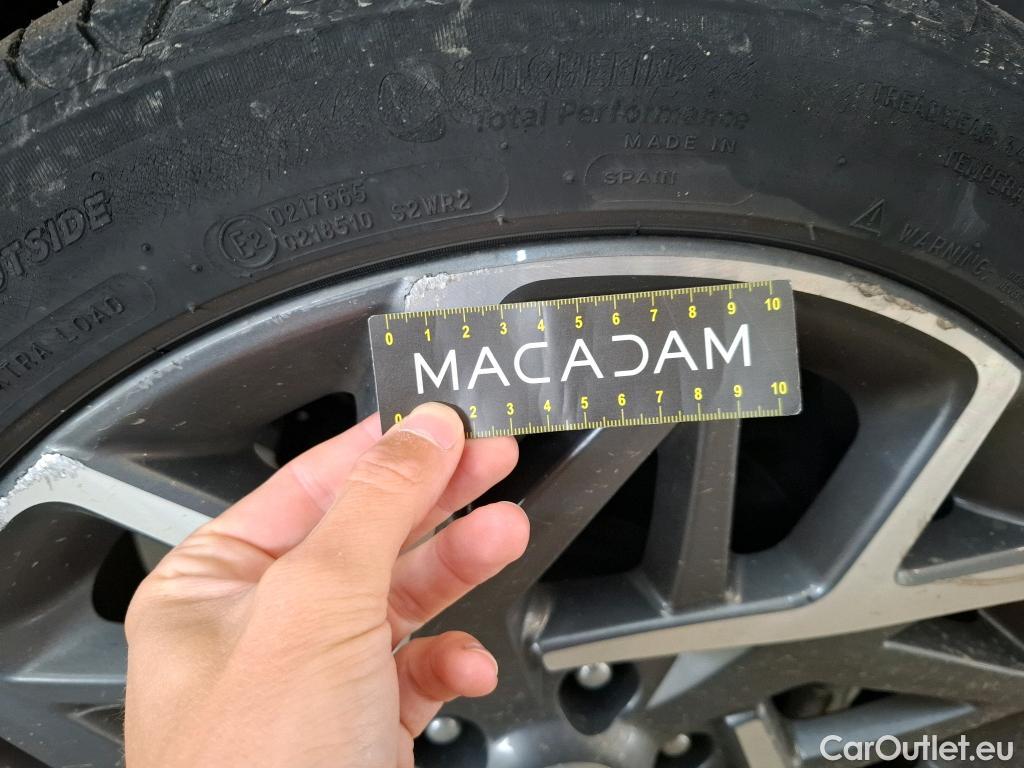 MICHELIN
Total Performance
MADE IN
SPAIN
TREADWEAR
WARNING
E2
0217665
0218510 S2WR2
OUTSIDE
EXTRA LOAD
0 1 2 3 4 5 6 7 8 9 10
MACADAM
0 2 3 4 5 6 7 8 9 10
CarOutlet.eu